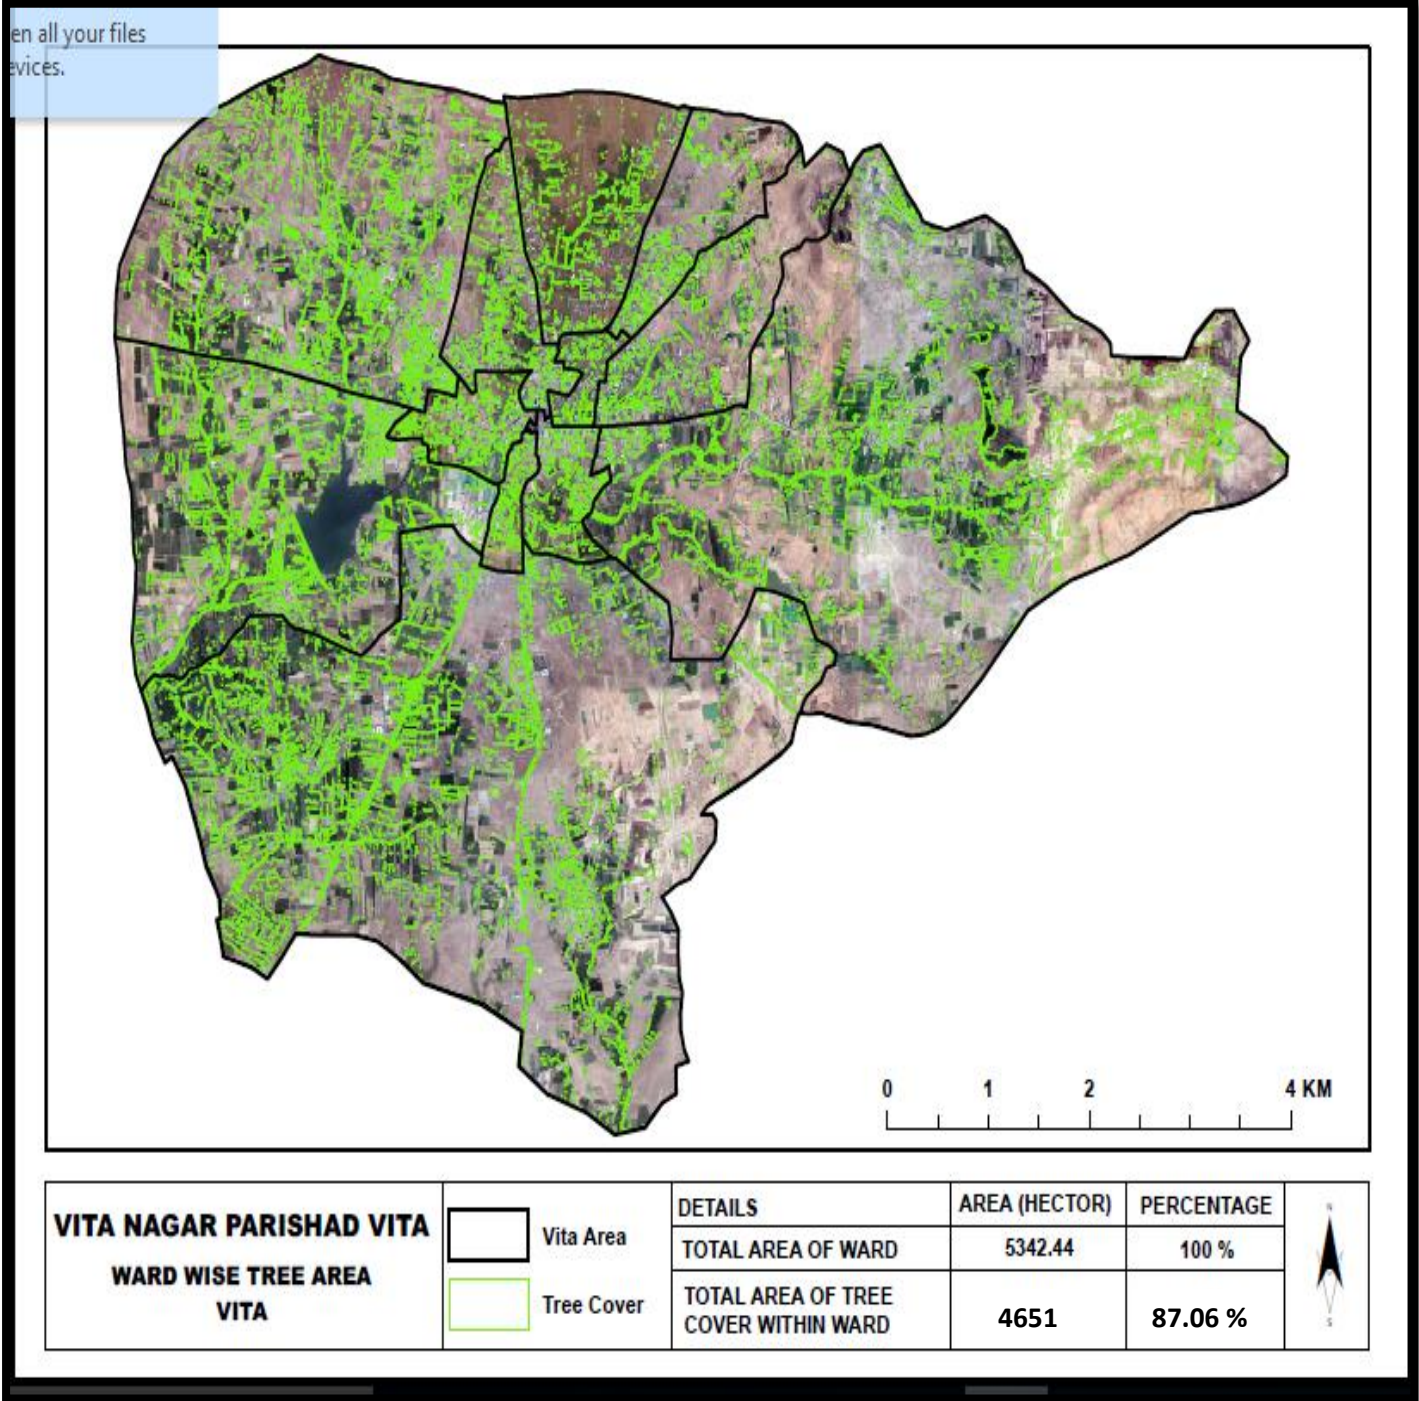 en all your files
evices.
0 1 2 4 KM
VITA NAGAR PARISHAD VITA
WARD WISE TREE AREA
VITA
Vita Area
Tree Cover
DETAILS AREA (HECTOR) PERCENTAGE
TOTAL AREA OF WARD 5342.44 100 %
TOTAL AREA OF TREE
COVER WITHIN WARD 4651 87.06 %
N
S